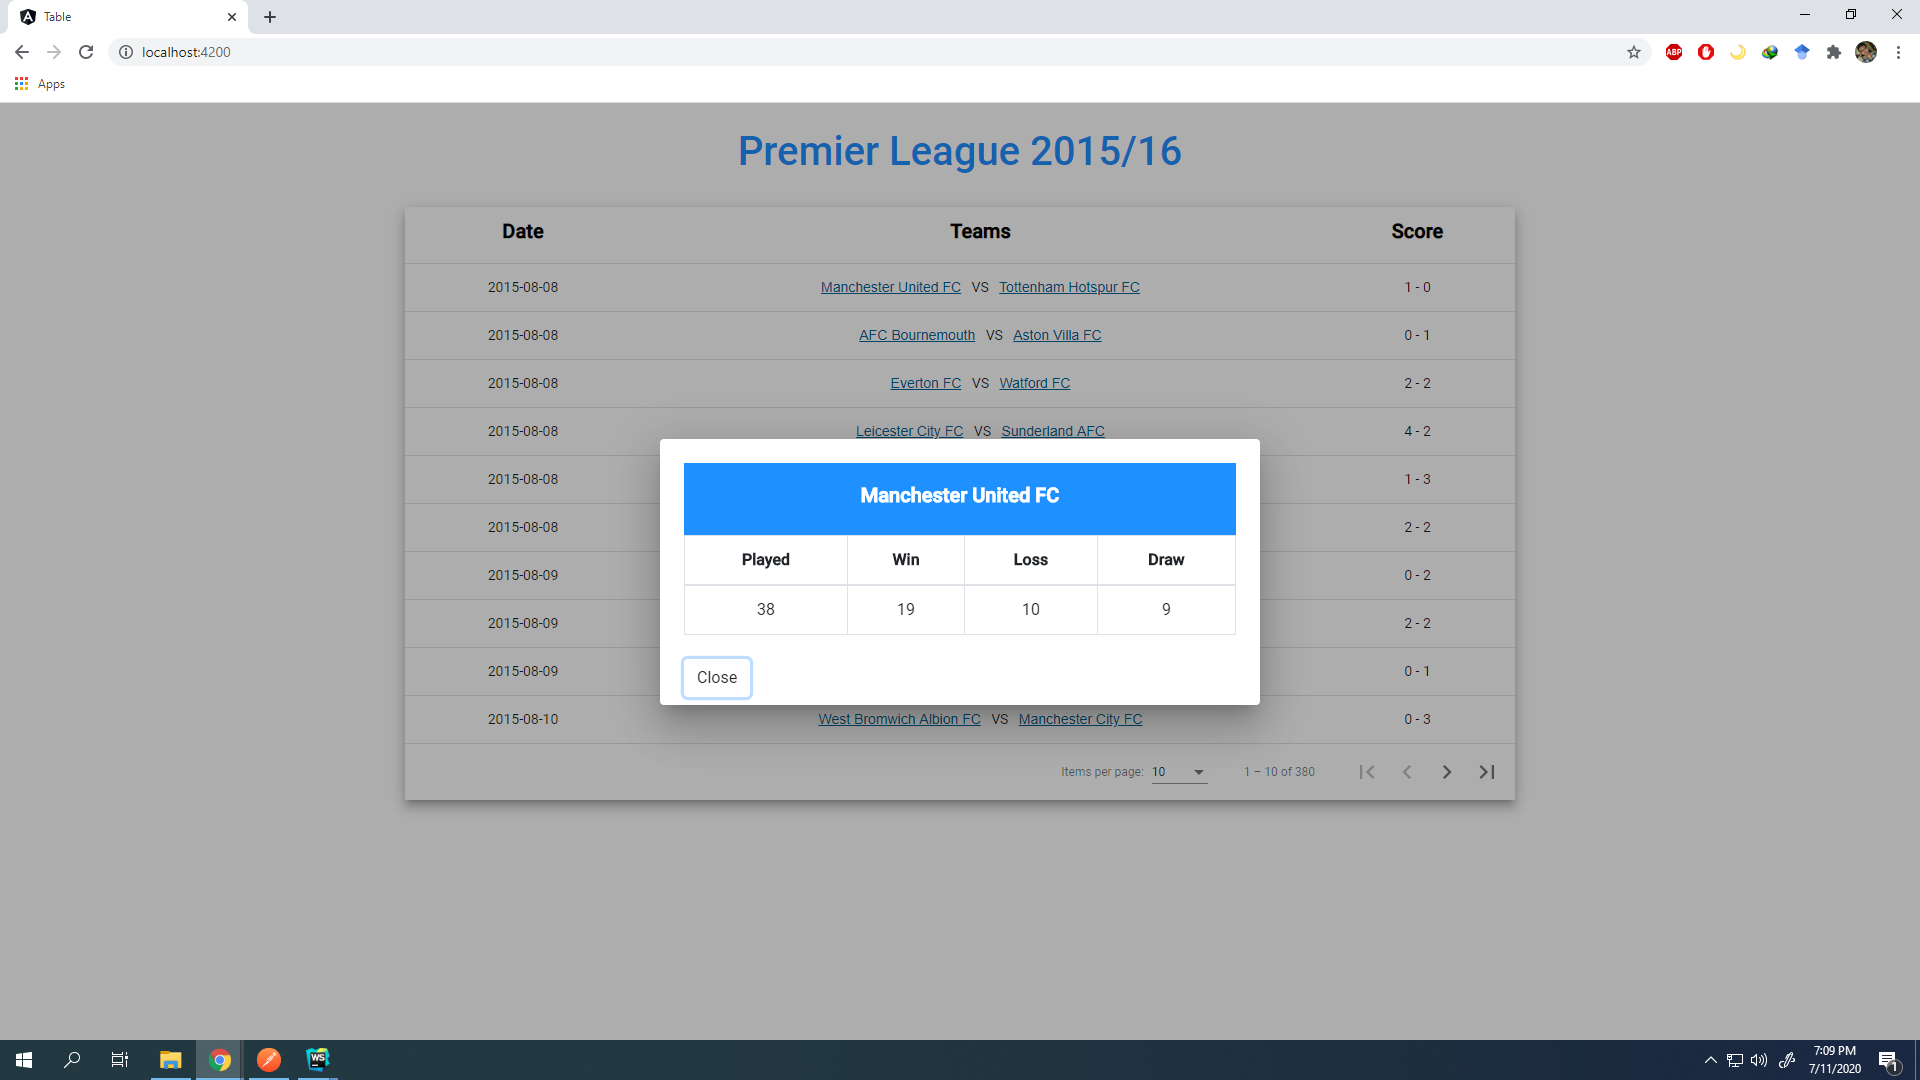 Table
localhost:4200
ABP
Apps
Premier League 2015/16
Date Teams Score
2015-08-08 Manchester United FC VS Tottenham Hotspur FC 1 - 0
2015-08-08 AFC Bournemouth VS Aston Villa FC 0 - 1
2015-08-08 Everton FC VS Watford FC 2 - 2
2015-08-08 Leicester City FC VS Sunderland AFC 4 - 2
2015-08-08 1 - 3
2015-08-08 2 - 2
2015-08-09 0 - 2
2015-08-09 2 - 2
2015-08-09 0 - 1
2015-08-10 West Bromwich Albion FC VS Manchester City FC 0 - 3
Manchester United FC
Played Win Loss Draw
38 19 10 9
Close
Items per page: 10 1 – 10 of 380
WS
7:09 PM
7/11/2020
1